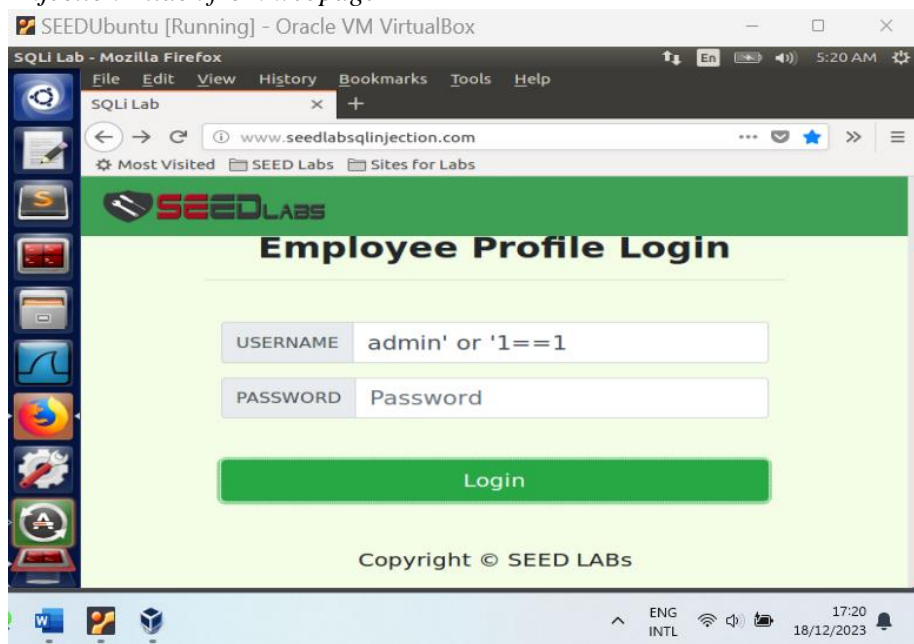 SEEDUbuntu [Running] - Oracle VM VirtualBox
SQLi Lab - Mozilla Firefox En 5:20 AM
File Edit View History Bookmarks Tools Help
SQLi Lab × +
www.seedlabsqlinjection.com
Most Visited SEED Labs Sites for Labs
SEEDLABS
Employee Profile Login
USERNAME admin' or '1==1
PASSWORD Password
Login
Copyright © SEED LABs
ENG 17:20
INTL 18/12/2023